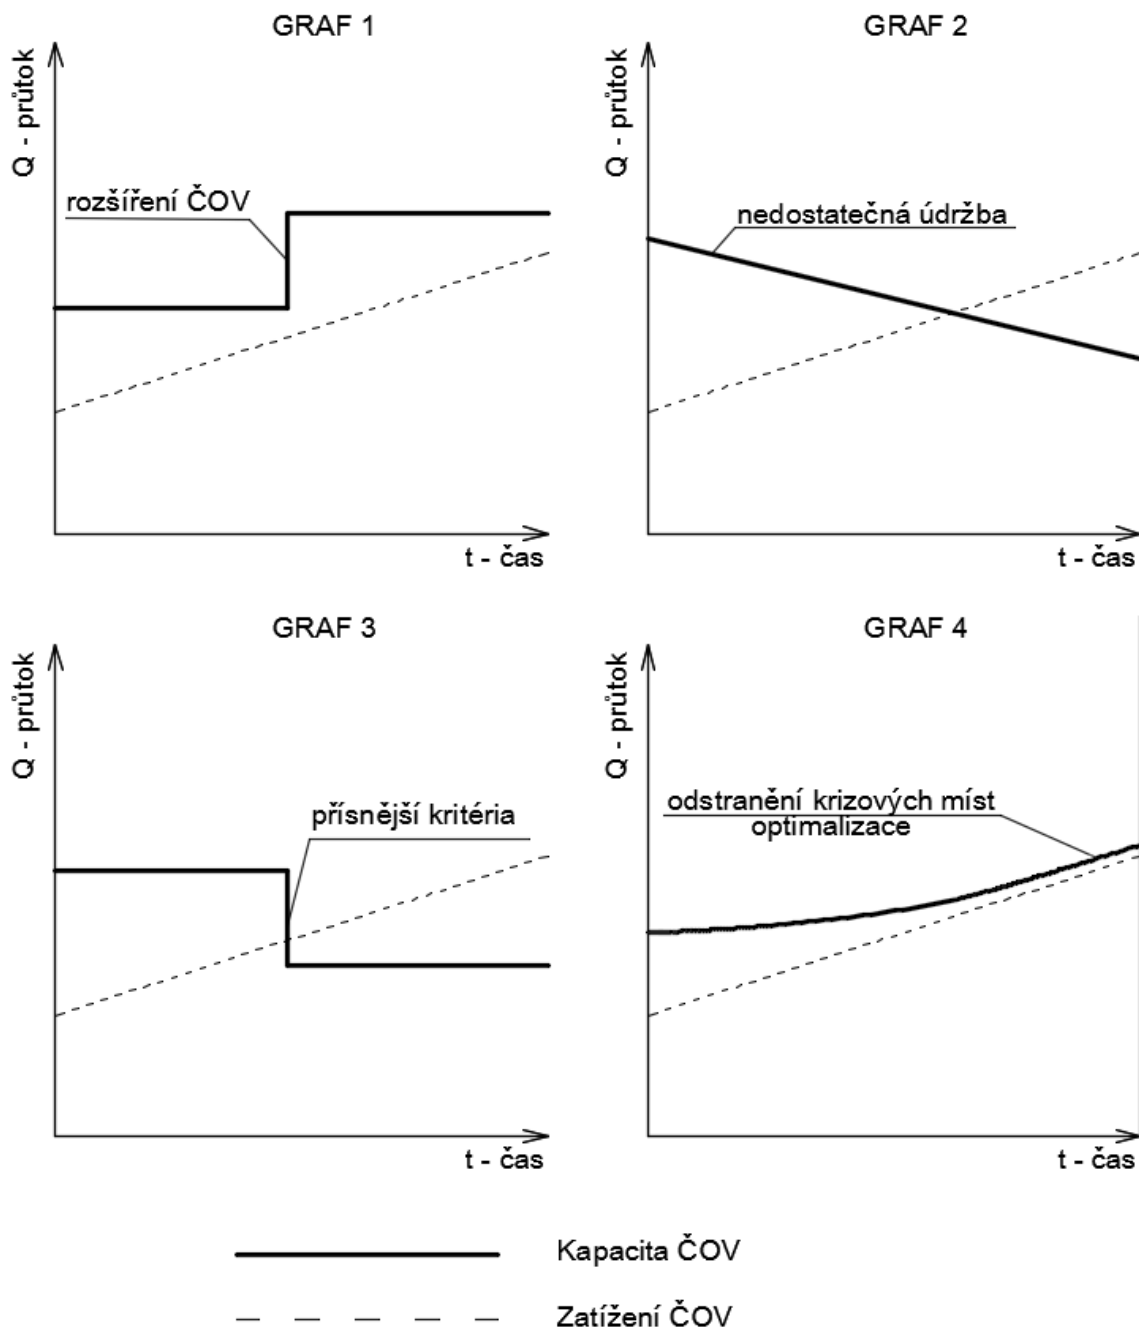 GRAF 1
Q - průtok
rozšíření ČOV
t - čas
GRAF 2
Q - průtok
nedostatečná údržba
t - čas
GRAF 3
Q - průtok
přísnější kritéria
t - čas
GRAF 4
Q - průtok
odstranění krizových míst
optimalizace
t - čas
Kapacita ČOV
Zatížení ČOV